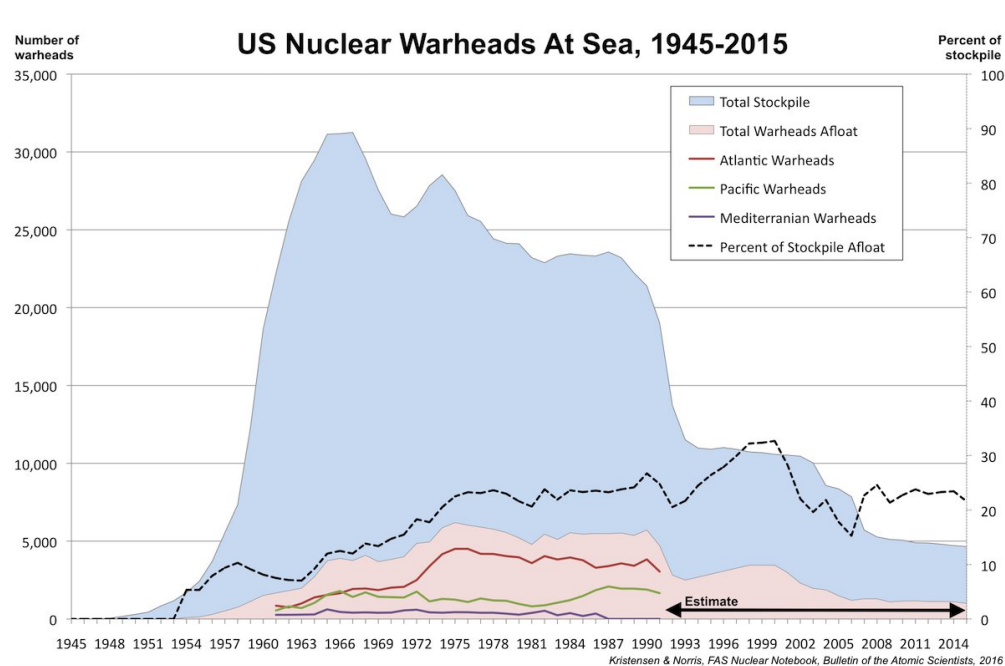 US Nuclear Warheads At Sea, 1945-2015
Number of
warheads
Percent of
stockpile
35,000
30,000
25,000
20,000
15,000
10,000
5,000
0
100
90
80
70
60
50
40
30
20
10
0
Total Stockpile
Total Warheads Afloat
Atlantic Warheads
Pacific Warheads
Mediterranian Warheads
Percent of Stockpile Afloat
Estimate
1945 1948 1951 1954 1957 1960 1963 1966 1969 1972 1975 1978 1981 1984 1987 1990 1993 1996 1999 2002 2005 2008 2011 2014
Kristensen & Norris, FAS Nuclear Notebook, Bulletin of the Atomic Scientists, 2016